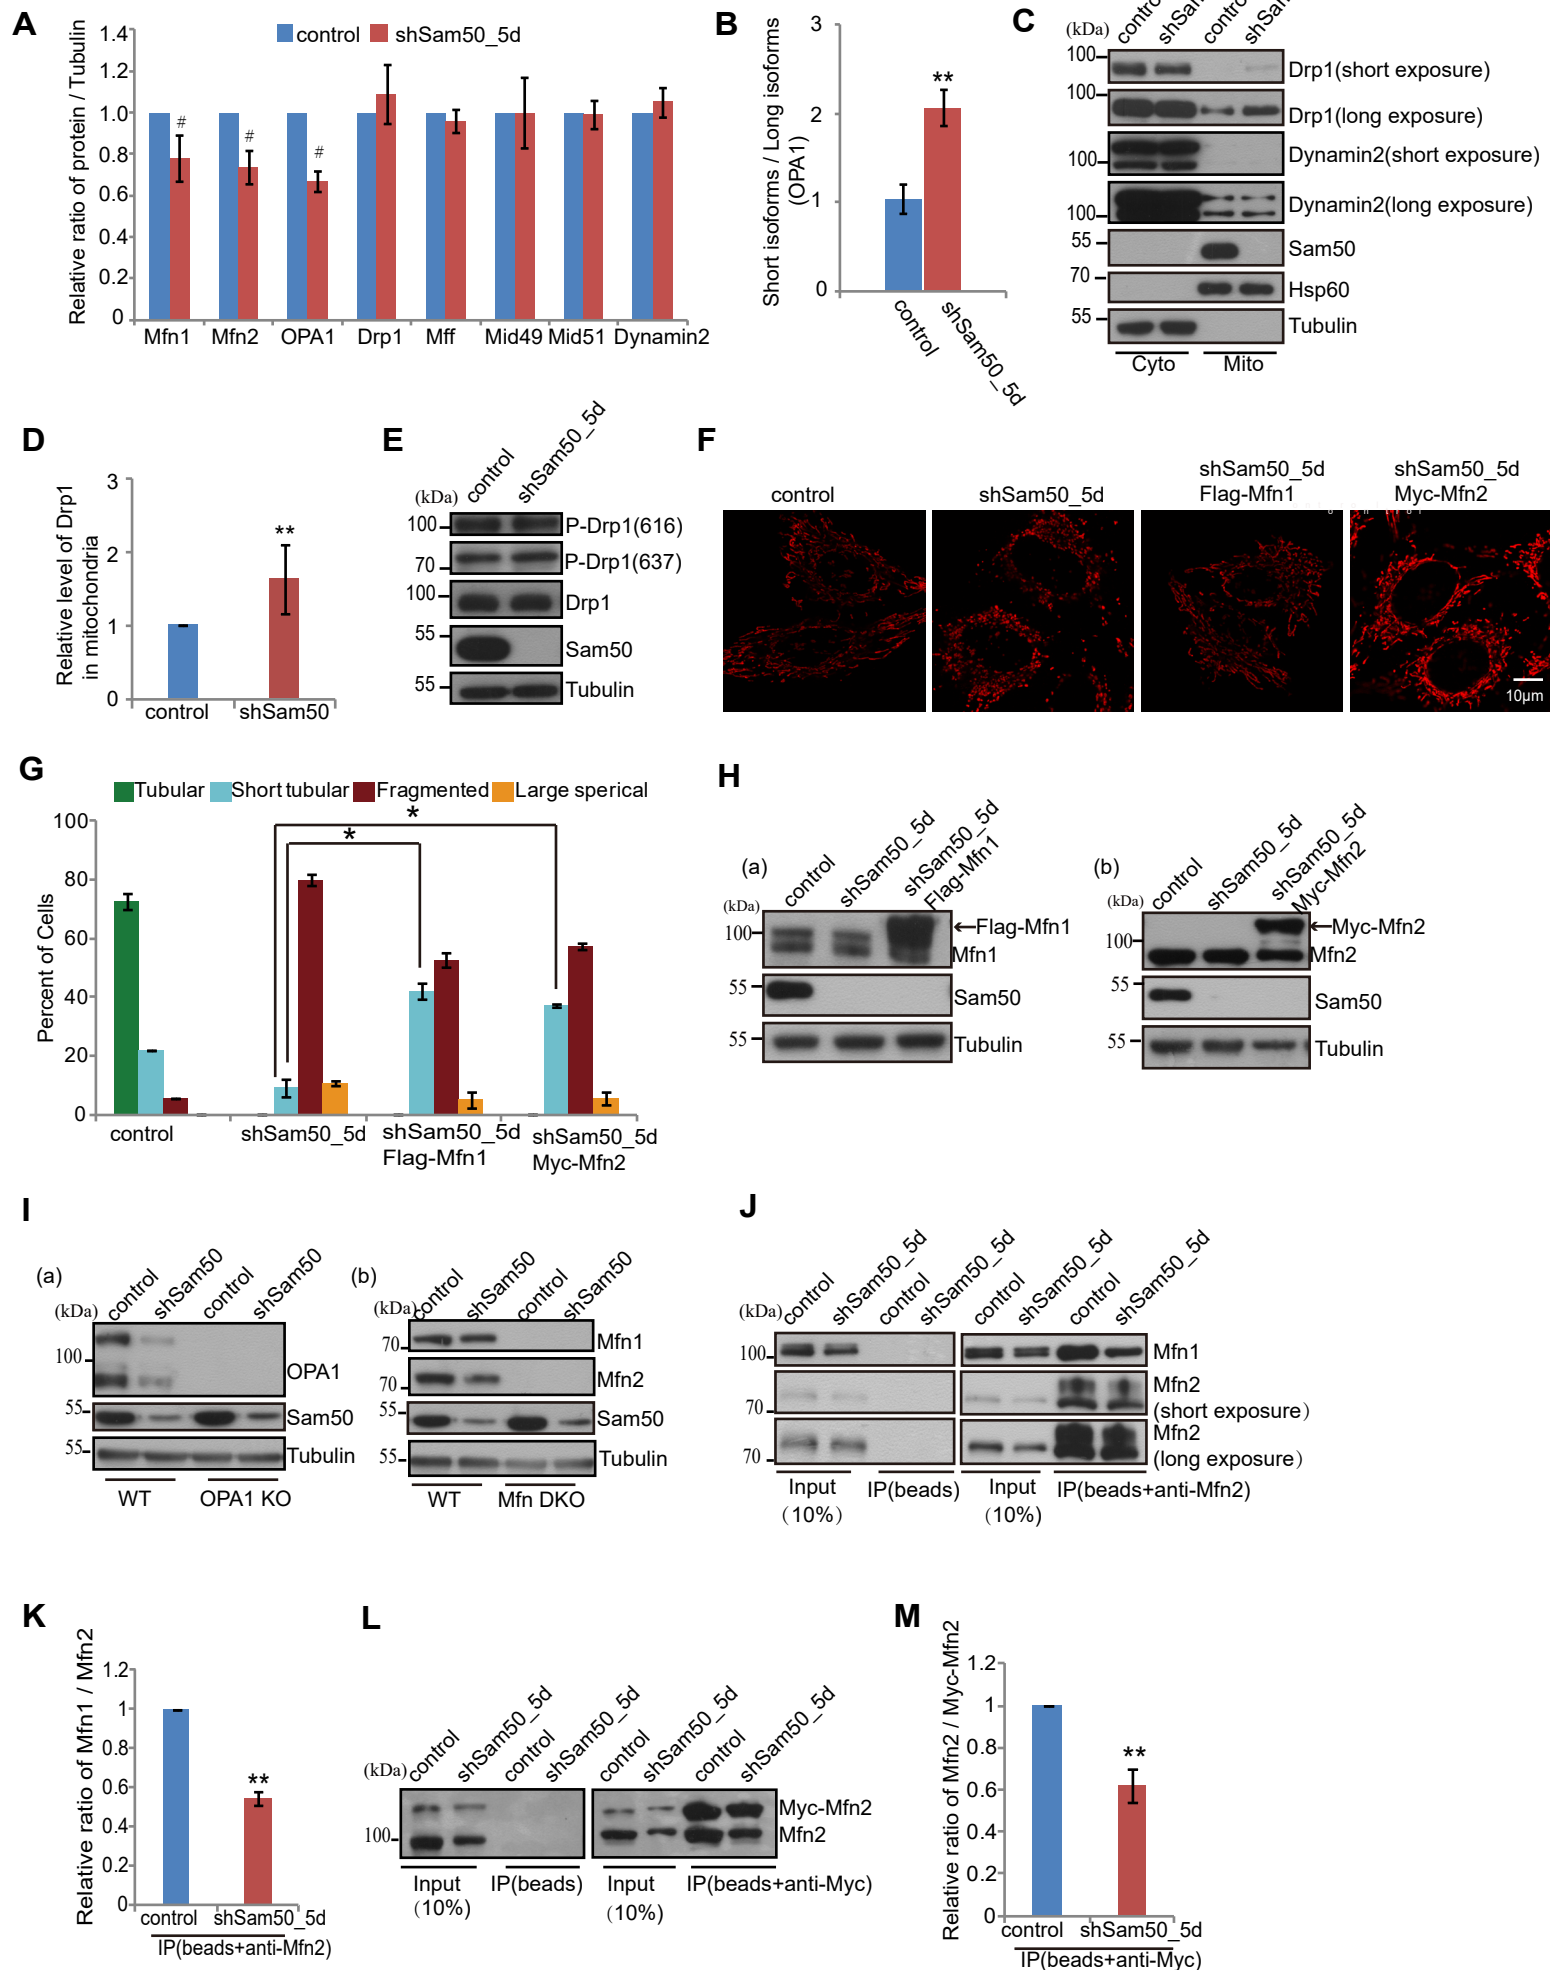 A
Relative ratio of protein / Tubulin
control shSam50_5d
1.4
1.2
1.0
0.8
0.6
0.4
0.2
0
# # #
Mfn1 Mfn2 OPA1 Drp1 Mff Mid49 Mid51 Dynamin2
B
Short isoforms / Long isoforms
(OPA1)
3
2
1
0
**
control
shSam50_5d
C
(kDa)
control
control
100 Drp1(short exposure)
100 Drp1(long exposure)
100 Dynamin2(short exposure)
100 Dynamin2(long exposure)
55 Sam50
70 Hsp60
55 Tubulin
Cyto Mito
D
Relative level of Drp1
in mitochondria
3
2
1
0
**
control shSam50
E
control shSam50_5d
(kDa)
100 P-Drp1(616)
70 P-Drp1(637)
100 Drp1
55 Sam50
55 Tubulin
F
control
shSam50_5d
shSam50_5d
Flag-Mfn1
shSam50_5d
Myc-Mfn2
10μm
G
Tubular Short tubular Fragmented Large sperical
Percent of Cells
100
80
60
40
20
0
* *
control
shSam50_5d
shSam50_5d
Flag-Mfn1
shSam50_5d
Myc-Mfn2
H
(a)
control
shSam50_5d
shSam50_5d
Flag-Mfn1
(kDa)
100 ←Flag-Mfn1
Mfn1
55 Sam50
55 Tubulin
(b)
control
shSam50_5d
shSam50_5d
Myc-Mfn2
(kDa)
←Myc-Mfn2
100 Mfn2
55 Sam50
55 Tubulin
I
(a)
control shSam50 control shSam50
(kDa)
100 OPA1
55 Sam50
55 Tubulin
WT OPA1 KO
(b)
control shSam50 control shSam50
(kDa)
70 Mfn1
70 Mfn2
55 Sam50
55 Tubulin
WT Mfn DKO
J
control shSam50_5d control shSam50_5d control shSam50_5d control shSam50_5d
(kDa)
100 Mfn1
70 Mfn2
(short exposure)
70 Mfn2
(long exposure)
Input
(10%)
IP(beads)
Input
(10%)
IP(beads+anti-Mfn2)
K
Relative ratio of Mfn1 / Mfn2
1.2
1
0.8
0.6
0.4
0.2
0
**
control shSam50_5d
IP(beads+anti-Mfn2)
L
control shSam50_5d control shSam50_5d control shSam50_5d control shSam50_5d
(kDa)
Myc-Mfn2
100 Mfn2
Input
(10%)
IP(beads)
Input
(10%)
IP(beads+anti-Myc)
M
Relative ratio of Mfn2 / Myc-Mfn2
1.2
1
0.8
0.6
0.4
0.2
0
**
control shSam50_5d
IP(beads+anti-Myc)